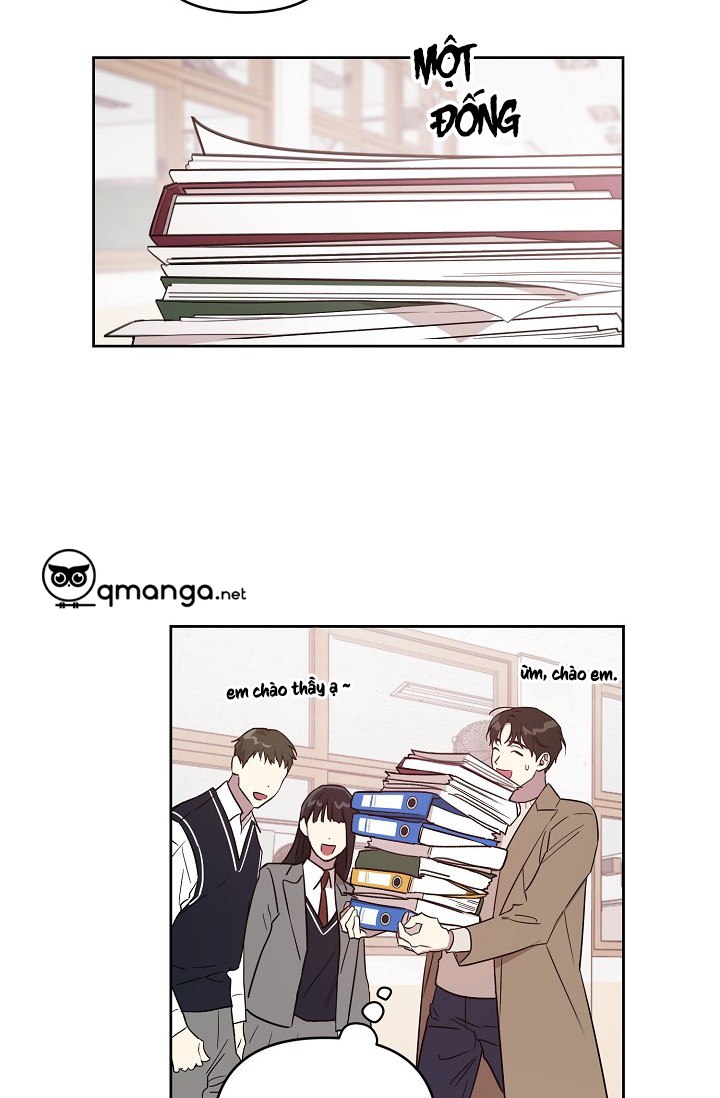 MỘT
ĐỐNG
qmanga.net
em chào thầy ạ ~
ừm, chào em.